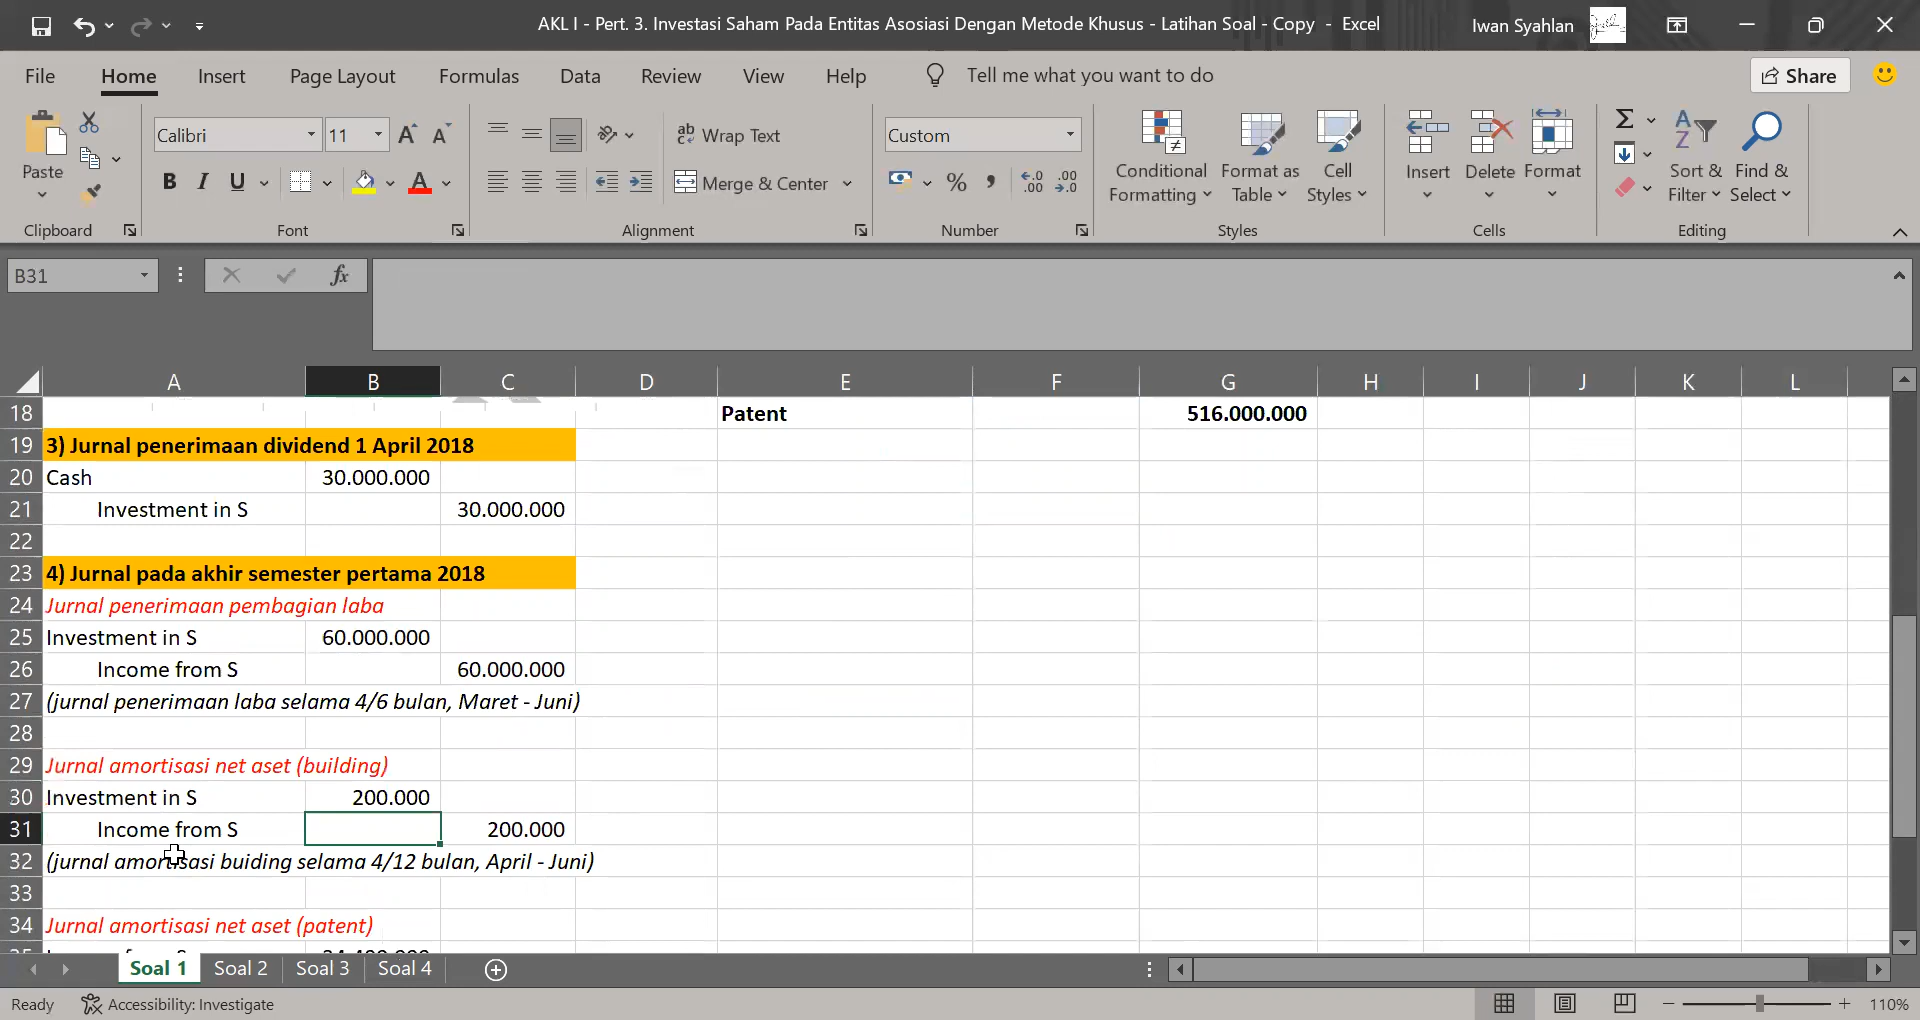 AKL I - Pert. 3. Investasi Saham Pada Entitas Asosiasi Dengan Metode Khusus - Latihan Soal - Copy - Excel
Iwan Syahlan
File Home Insert Page Layout Formulas Data Review View Help Tell me what you want to do Share
Paste
Clipboard
Calibri 11
B I U
Font
Wrap Text
Merge & Center
Alignment
Custom
% , .00 .00
Number
Conditional Formatting
Format as Table
Cell Styles
Styles
Insert Delete Format
Cells
Sort & Filter
Find & Select
Editing
B31 fx
A B C D E F G H I J K L
18 Patent 516.000.000
19 3) Jurnal penerimaan dividend 1 April 2018
20 Cash 30.000.000
21 Investment in S 30.000.000
22
23 4) Jurnal pada akhir semester pertama 2018
24 Jurnal penerimaan pembagian laba
25 Investment in S 60.000.000
26 Income from S 60.000.000
27 (jurnal penerimaan laba selama 4/6 bulan, Maret - Juni)
28
29 Jurnal amortisasi net aset (building)
30 Investment in S 200.000
31 Income from S 200.000
32 (jurnal amortisasi buiding selama 4/12 bulan, April - Juni)
33
34 Jurnal amortisasi net aset (patent)
Soal 1 Soal 2 Soal 3 Soal 4
Ready Accessibility: Investigate 110%